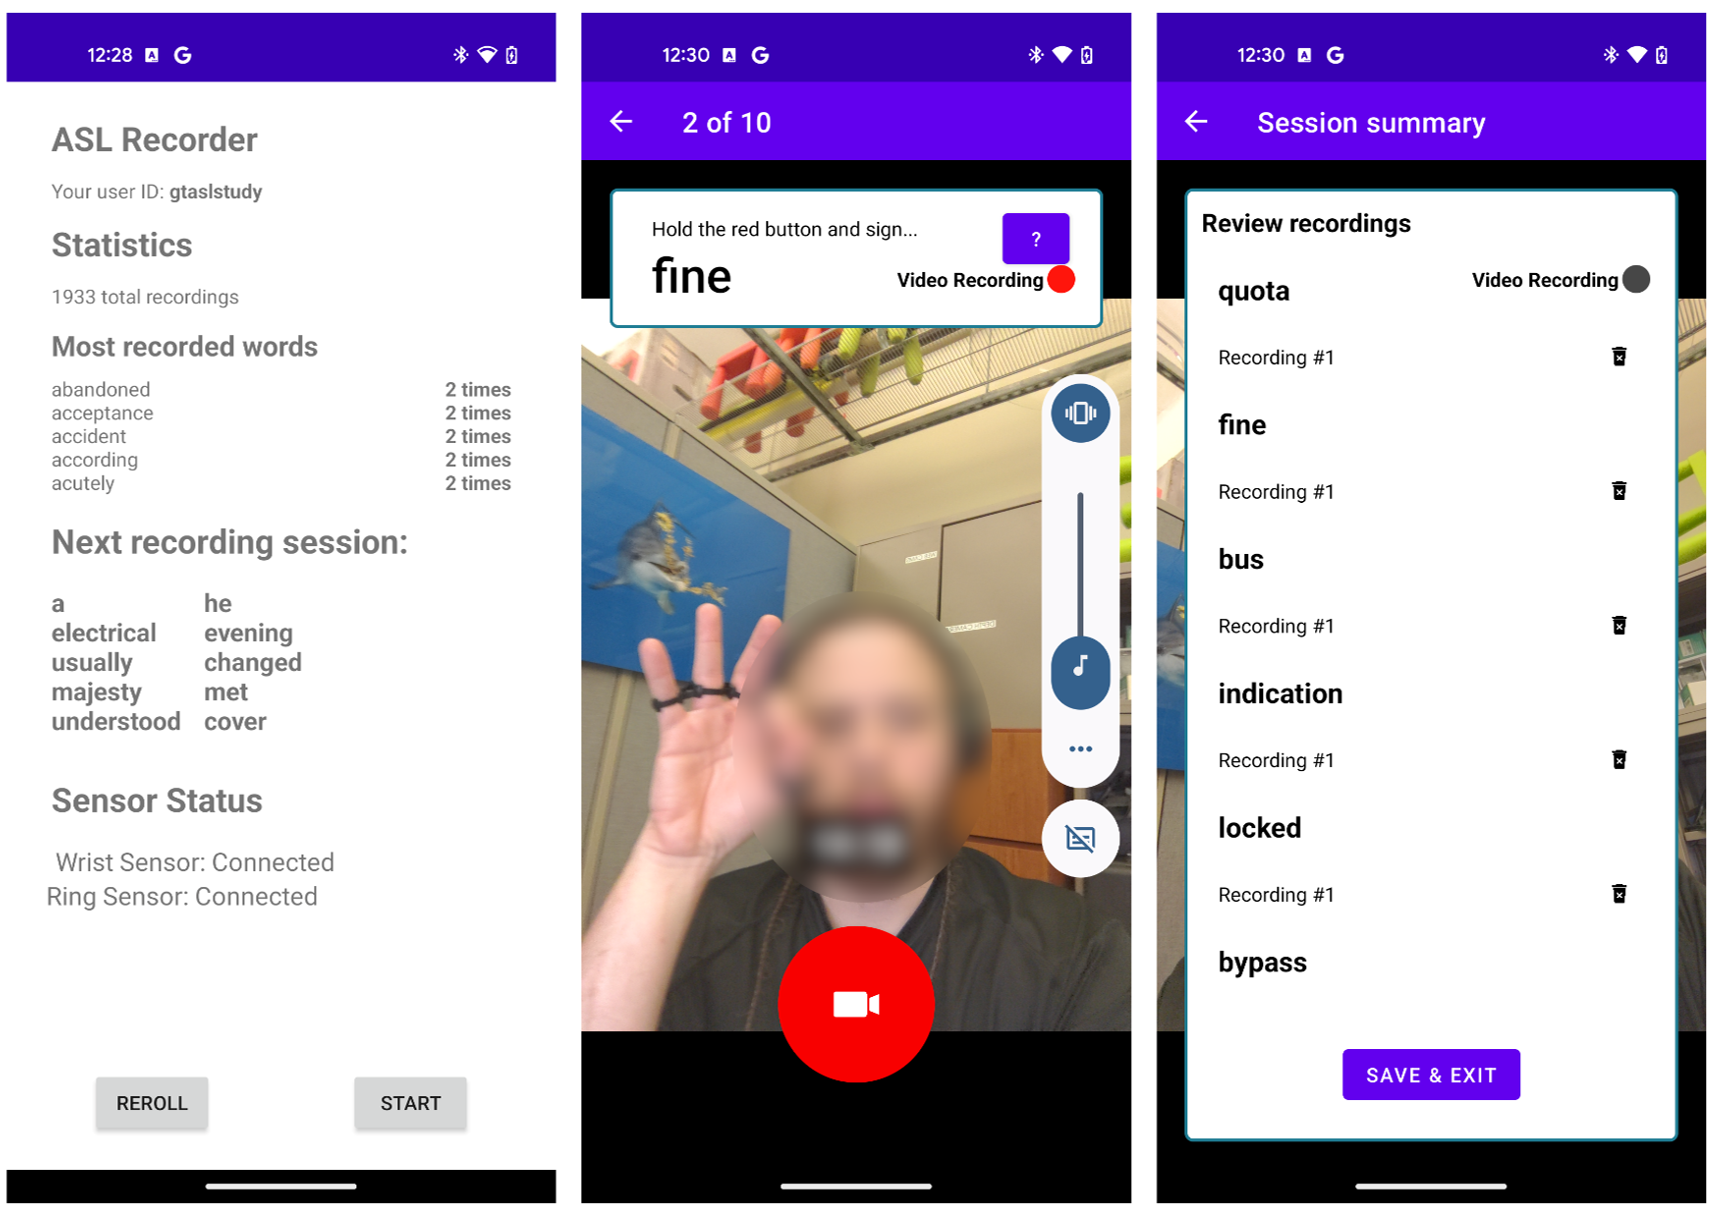 12:28
ASL Recorder
Your user ID: gtaslstudy
Statistics
1933 total recordings
Most recorded words
abandoned 2 times
acceptance 2 times
accident 2 times
according 2 times
acutely 2 times
Next recording session:
a he
electrical evening
usually changed
majesty met
understood cover
Sensor Status
Wrist Sensor: Connected
Ring Sensor: Connected
REROLL START
12:30
2 of 10
Hold the red button and sign...
?
fine
Video Recording
12:30
Session summary
Review recordings
quota
Video Recording
Recording #1
fine
Recording #1
bus
Recording #1
indication
Recording #1
locked
Recording #1
bypass
SAVE & EXIT